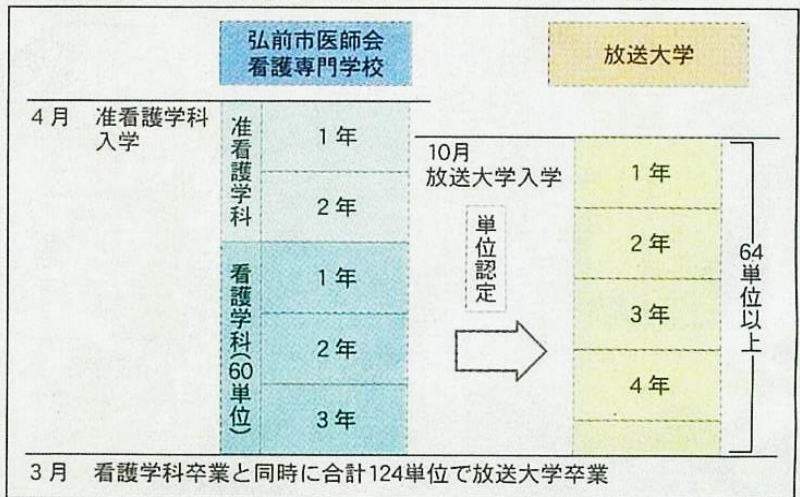 弘前市医師会
看護専門学校
放送大学
4月 准看護学科
入学
准看護学科
1年
2年
看護学科(60単位)
1年
2年
3年
10月
放送大学入学
単位認定
1年
2年
3年
4年
64単位以上
3月 看護学科卒業と同時に合計124単位で放送大学卒業